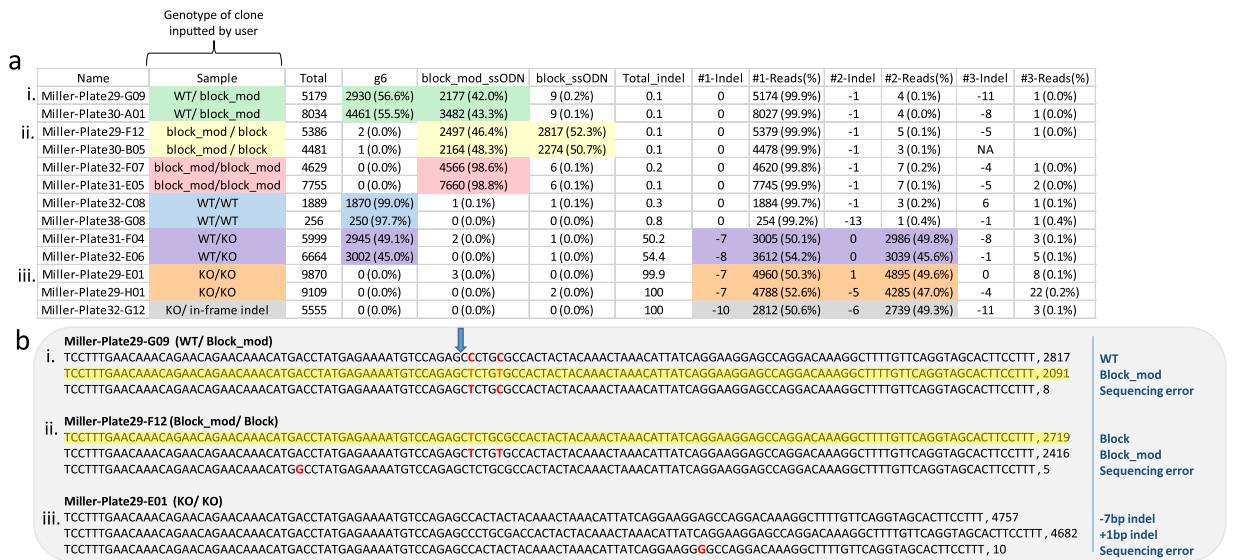 Genotype of clone
inputted by user
a
Name Sample Total g6 block_mod_ssODN block_ssODN Total_indel #1-Indel #1-Reads(%) #2-Indel #2-Reads(%) #3-Indel #3-Reads(%)
i. Miller-Plate29-G09 WT/ block_mod 5179 2930 (56.6%) 2177 (42.0%) 9 (0.2%) 0.1 0 5174 (99.9%) -1 4 (0.1%) -11 1 (0.0%)
Miller-Plate30-A01 WT/ block_mod 8034 4461 (55.5%) 3482 (43.3%) 9 (0.1%) 0.1 0 8027 (99.9%) -1 4 (0.0%) -8 1 (0.0%)
ii. Miller-Plate29-F12 block_mod / block 5386 2 (0.0%) 2497 (46.4%) 2817 (52.3%) 0.1 0 5379 (99.9%) -1 5 (0.1%) -5 1 (0.0%)
Miller-Plate30-B05 block_mod / block 4481 1 (0.0%) 2164 (48.3%) 2274 (50.7%) 0.1 0 4478 (99.9%) -1 3 (0.1%) NA
Miller-Plate32-F07 block_mod/block_mod 4629 0 (0.0%) 4566 (98.6%) 6 (0.1%) 0.2 0 4620 (99.8%) -1 7 (0.2%) -4 1 (0.0%)
Miller-Plate31-E05 block_mod/block_mod 7755 0 (0.0%) 7660 (98.8%) 6 (0.1%) 0.1 0 7745 (99.9%) -1 7 (0.1%) -5 2 (0.0%)
Miller-Plate32-C08 WT/WT 1889 1870 (99.0%) 1 (0.1%) 1 (0.1%) 0.3 0 1884 (99.7%) -1 3 (0.2%) 6 1 (0.1%)
Miller-Plate38-G08 WT/WT 256 250 (97.7%) 0 (0.0%) 0 (0.0%) 0.8 0 254 (99.2%) -13 1 (0.4%) -1 1 (0.4%)
Miller-Plate31-F04 WT/KO 5999 2945 (49.1%) 2 (0.0%) 1 (0.0%) 50.2 -7 3005 (50.1%) 0 2986 (49.8%) -8 3 (0.1%)
Miller-Plate32-E06 WT/KO 6664 3002 (45.0%) 0 (0.0%) 1 (0.0%) 54.4 -8 3612 (54.2%) 0 3039 (45.6%) -1 5 (0.1%)
iii. Miller-Plate29-E01 KO/KO 9870 0 (0.0%) 3 (0.0%) 0 (0.0%) 99.9 -7 4960 (50.3%) 1 4895 (49.6%) 0 8 (0.1%)
Miller-Plate29-H01 KO/KO 9109 0 (0.0%) 0 (0.0%) 2 (0.0%) 100 -7 4788 (52.6%) -5 4285 (47.0%) -4 22 (0.2%)
Miller-Plate32-G12 KO/ in-frame indel 5555 0 (0.0%) 0 (0.0%) 0 (0.0%) 100 -10 2812 (50.6%) -6 2739 (49.3%) -11 3 (0.1%)
b
Miller-Plate29-G09 (WT/ Block_mod)
i. TCCTTTGAACAAACAGAACAGAACAAACATGACCTATGAGAAAATGTCCAGAGCCCTGCGCCACTACTACAAACTAAACATTATCAGGAAGGAGCCAGGACAAAGGCTTTTGTTCAGGTAGCACTTCCTTT, 2817 WT
TCCTTTGAACAAACAGAACAGAACAAACATGACCTATGAGAAAATGTCCAGAGCTCTGTGCCACTACTACAAACTAAACATTATCAGGAAGGAGCCAGGACAAAGGCTTTTGTTCAGGTAGCACTTCCTTT, 2091 Block_mod
TCCTTTGAACAAACAGAACAGAACAAACATGACCTATGAGAAAATGTCCAGAGCTCTGCGCCACTACTACAAACTAAACATTATCAGGAAGGAGCCAGGACAAAGGCTTTTGTTCAGGTAGCACTTCCTTT, 8 Sequencing error
Miller-Plate29-F12 (Block_mod/ Block)
ii. TCCTTTGAACAAACAGAACAGAACAAACATGACCTATGAGAAAATGTCCAGAGCTCTGCGCCACTACTACAAACTAAACATTATCAGGAAGGAGCCAGGACAAAGGCTTTTGTTCAGGTAGCACTTCCTTT, 2719 Block
TCCTTTGAACAAACAGAACAGAACAAACATGACCTATGAGAAAATGTCCAGAGCTCTGTGCCACTACTACAAACTAAACATTATCAGGAAGGAGCCAGGACAAAGGCTTTTGTTCAGGTAGCACTTCCTTT, 2416 Block_mod
TCCTTTGAACAAACAGAACAGAACAAACATGGCCTATGAGAAAATGTCCAGAGCTCTGCGCCACTACTACAAACTAAACATTATCAGGAAGGAGCCAGGACAAAGGCTTTTGTTCAGGTAGCACTTCCTTT, 5 Sequencing error
Miller-Plate29-E01 (KO/ KO)
iii. TCCTTTGAACAAACAGAACAGAACAAACATGACCTATGAGAAAATGTCCAGAGCCACTACTACAAACTAAACATTATCAGGAAGGAGCCAGGACAAAGGCTTTTGTTCAGGTAGCACTTCCTTT, 4757 -7bp indel
TCCTTTGAACAAACAGAACAGAACAAACATGACCTATGAGAAAATGTCCAGAGCCCTGCGACCACTACTACAAACTAAACATTATCAGGAAGGAGCCAGGACAAAGGCTTTTGTTCAGGTAGCACTTCCTTT, 4682 +1bp indel
TCCTTTGAACAAACAGAACAGAACAAACATGACCTATGAGAAAATGTCCAGAGCCACTACTACAAACTAAACATTATCAGGAAGGGGCCAGGACAAAGGCTTTTGTTCAGGTAGCACTTCCTTT, 10 Sequencing error